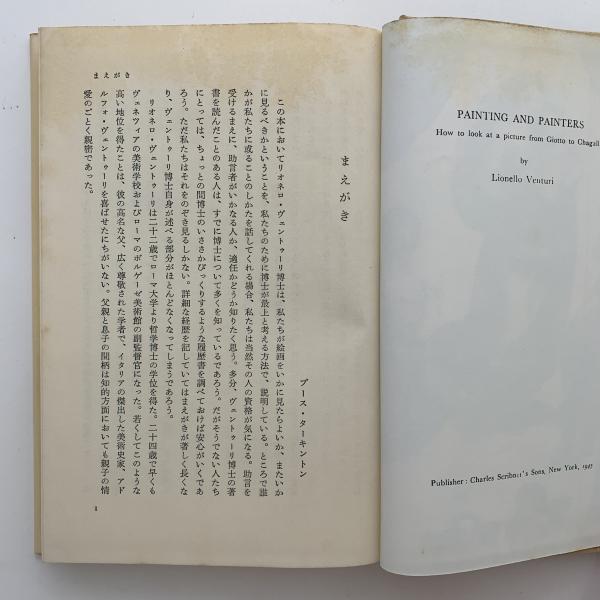 PAINTING AND PAINTERS
How to look at a picture from Giotto to Chagall
by
Lionello Venturi
Publisher : Charles Scribner's Sons, New York, 1947
まえがき
ブース・ターキントン
この本においてリオネロ・ヴェントゥーリ博士は、私たちが絵画をいかに見たらよいか、またいか
に見るべきかということを、私たちのために博士が最上と考える方法で、説明している。ところで誰
かが私たちに或ることのしかたを話してくれる場合、私たちは当然その人の資格が気になる。助言を
受けるまえに、助言者がいかなる人か、適任かどうか知りたく思う。多分、ヴェントゥーリ博士の著
書を読んだことのある人は、すでに博士について多くを知っているであろう。だがそうでない人たち
にとっては、ちょっとの間博士のいささかびっくりするような履歴書を調べておけば安心がいくであ
ろう。ただ私たちはそれをのぞき見るしかない。詳細な経歴を記していてはまえがきが著しく長くな
り、ヴェントゥーリ博士自身が述べる部分がほとんどなくなってしまうであろう。
リオネロ・ヴェントゥーリは二十二歳でローマ大学より哲学博士の学位を得た。二十四歳で早くも
ヴェネツィアの美術学校およびローマのボルゲーゼ美術館の副監督官になった。若くしてこのような
高い地位を得たことは、彼の高名な父、広く尊敬された学者で、イタリアの傑出した美術史家、アド
ルフォ・ヴェントゥーリを喜ばせたにちがいない。父親と息子の間柄は知的方面においても親子の情
愛のごとく親密であった。
まえがき
1